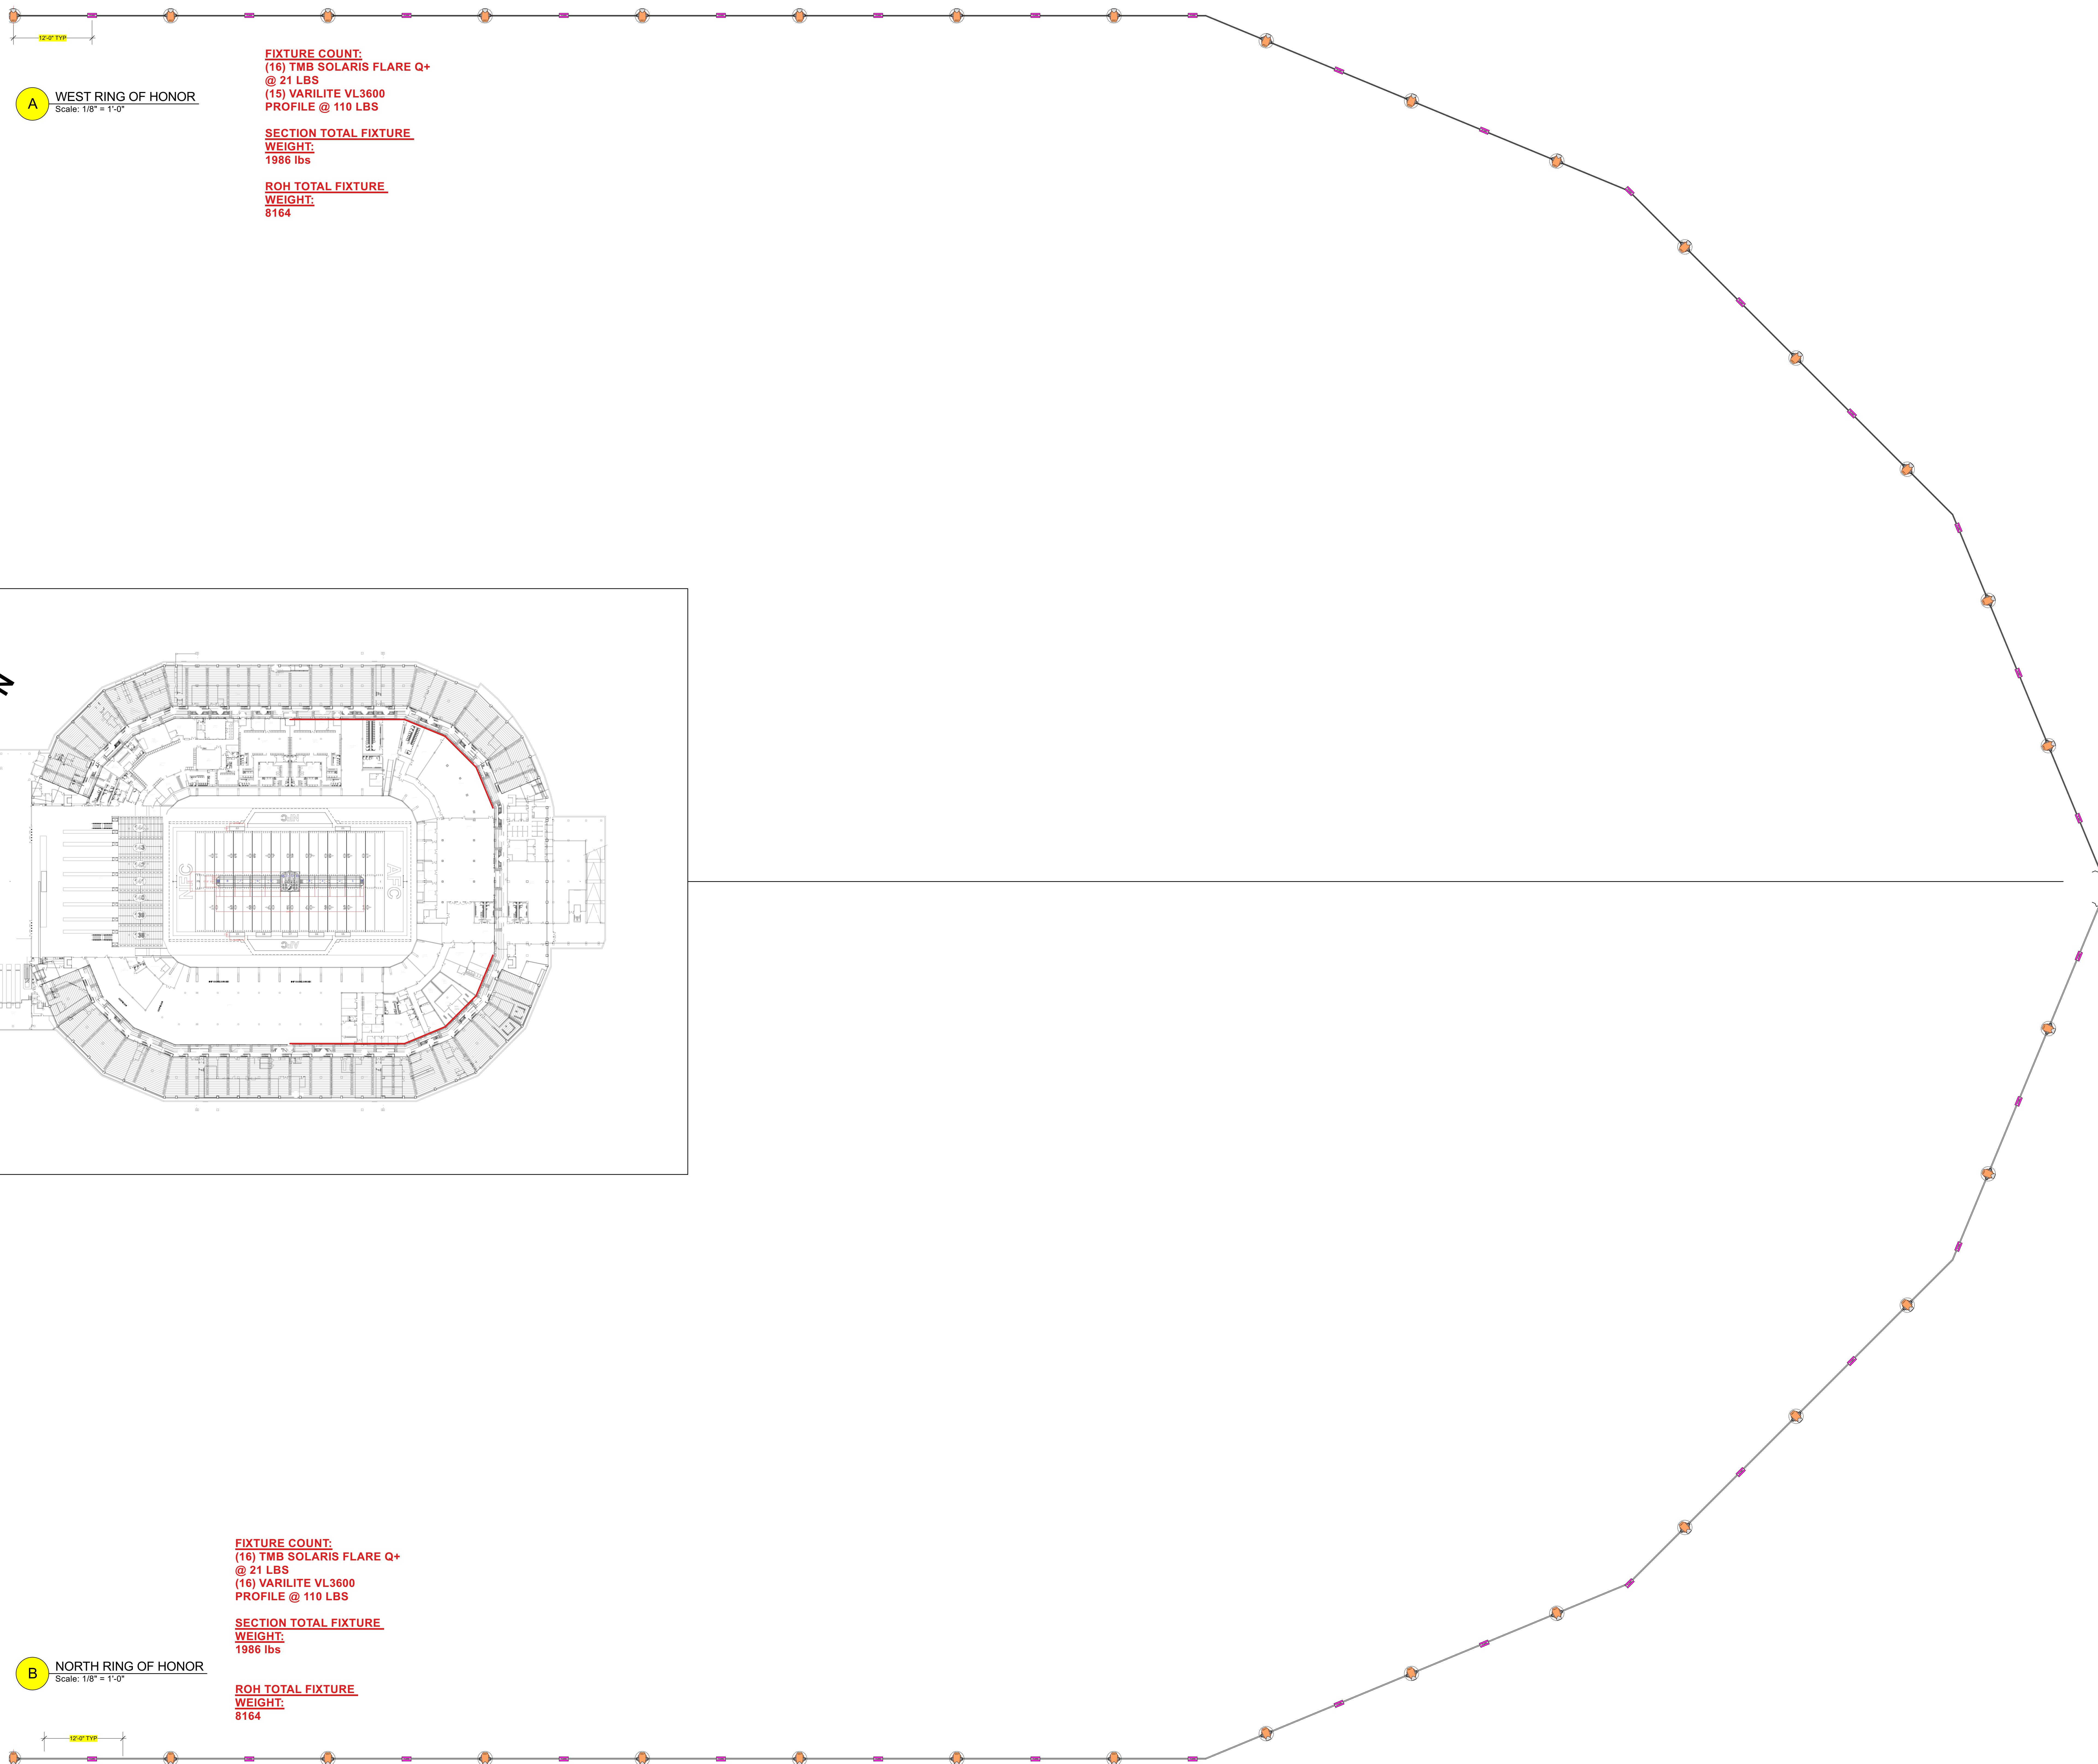 12'-0" TYP
A
WEST RING OF HONOR
Scale: 1/8" = 1'-0"
FIXTURE COUNT:
(16) TMB SOLARIS FLARE Q+
@ 21 LBS
(15) VARILITE VL3600
PROFILE @ 110 LBS
SECTION TOTAL FIXTURE
WEIGHT:
1986 lbs
ROH TOTAL FIXTURE
WEIGHT:
8164
N
NFC
AFC
AFC
FIXTURE COUNT:
(16) TMB SOLARIS FLARE Q+
@ 21 LBS
(16) VARILITE VL3600
PROFILE @ 110 LBS
SECTION TOTAL FIXTURE
WEIGHT:
1986 lbs
B
NORTH RING OF HONOR
Scale: 1/8" = 1'-0"
ROH TOTAL FIXTURE
WEIGHT:
8164
12'-0" TYP